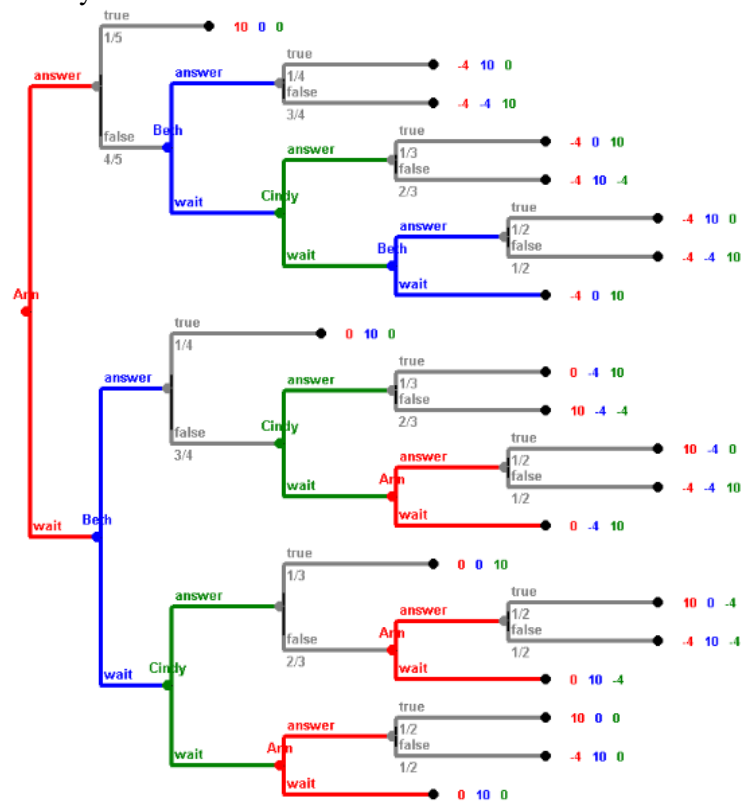 true
1/5
10 0 0
answer
true
1/4
-4 10 0
answer
false
3/4
-4 -4 10
false
4/5
Beth
true
1/3
-4 0 10
answer
false
2/3
-4 10 -4
wait
Cindy
true
1/2
-4 10 0
answer
false
1/2
-4 -4 10
wait
Beth
wait
-4 0 10
Ann
true
1/4
0 10 0
answer
true
1/3
0 -4 10
answer
false
2/3
10 -4 -4
false
3/4
Cindy
true
1/2
10 -4 0
answer
false
1/2
-4 -4 10
wait
Ann
wait
0 -4 10
wait
Beth
true
1/3
0 0 10
answer
true
1/2
10 0 -4
answer
false
1/2
-4 10 -4
false
2/3
Ann
wait
0 10 -4
wait
Cindy
true
1/2
10 0 0
answer
false
1/2
-4 10 0
wait
Ann
wait
0 10 0